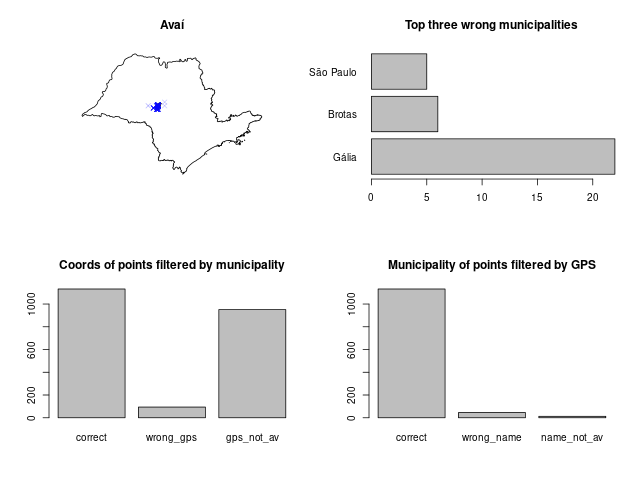 Avaí
Top three wrong municipalities
São Paulo
Brotas
Gália
0 5 10 15 20
Coords of points filtered by municipality
0 200 600 1000
correct wrong_gps gps_not_av
Municipality of points filtered by GPS
0 200 600 1000
correct wrong_name name_not_av